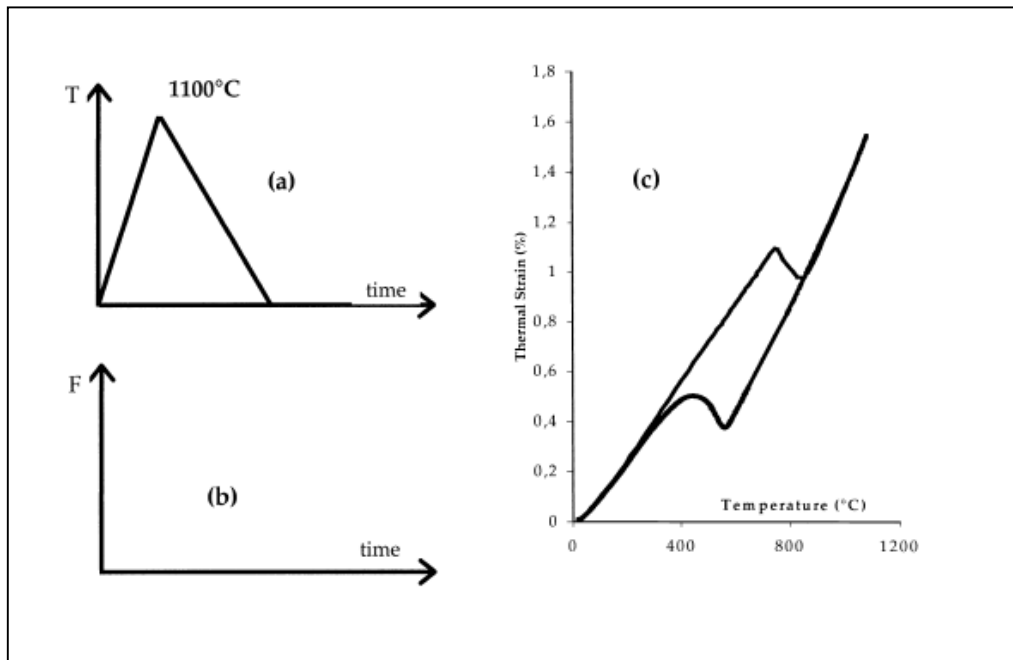 T
1100°C
(a)
time
F
(b)
time
1,8
1,6
1,4
1,2
1
0,8
0,6
0,4
0,2
0
Thermal Strain (%)
(c)
Temperature (°C)
0
400
800
1200